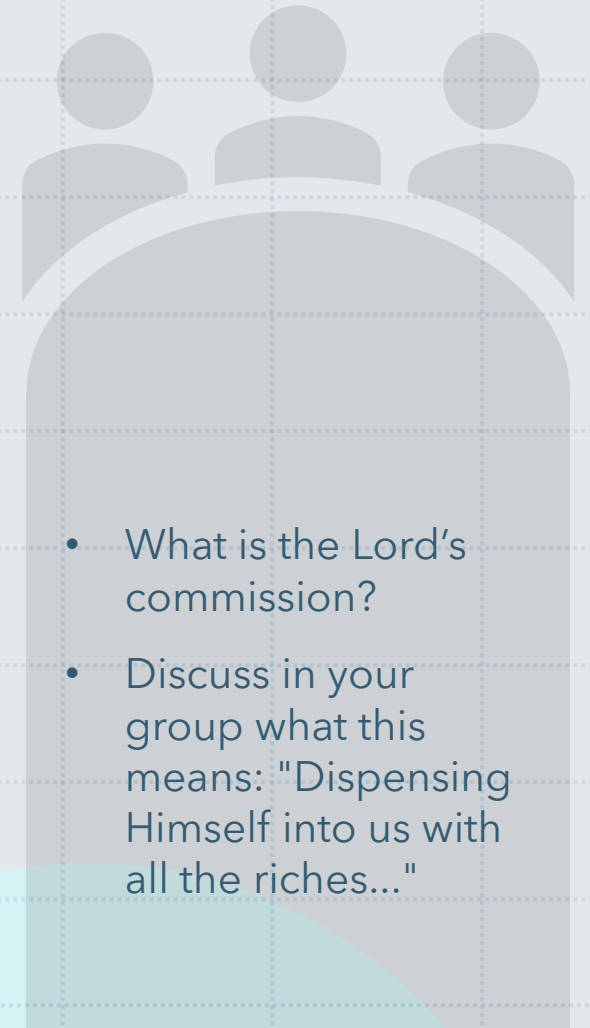 • What is the Lord’s
commission?
• Discuss in your
group what this
means: "Dispensing
Himself into us with
all the riches..."